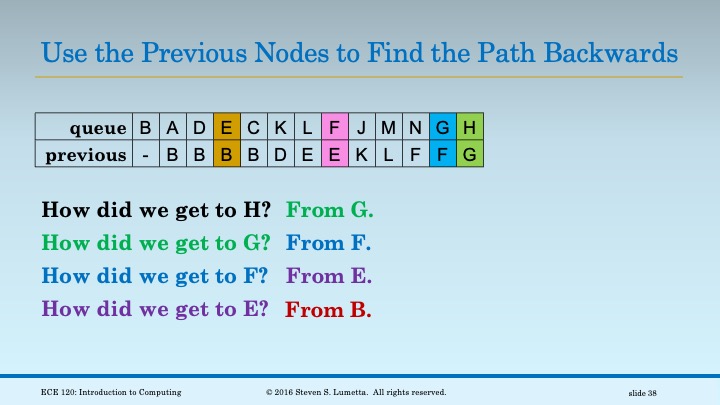 Use the Previous Nodes to Find the Path Backwards
queue B A D E C K L F J M N G H
previous - B B B B D E E K L F F G
How did we get to H? From G.
How did we get to G? From F.
How did we get to F? From E.
How did we get to E? From B.
ECE 120: Introduction to Computing © 2016 Steven S. Lumetta. All rights reserved. slide 38